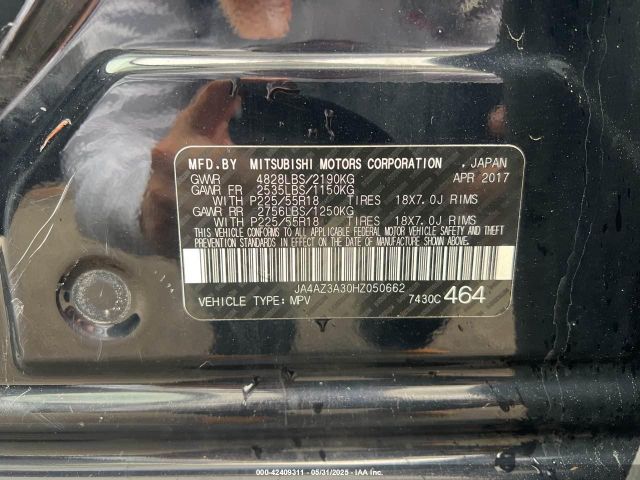 MFD.BY MITSUBISHI MOTORS CORPORATION , JAPAN
GVWR 4828LBS/2190KG APR 2017
GAWR FR 2535LBS/1150KG
WITH P225/55R18 TIRES 18X7.0J RIMS
GAWR RR 2756LBS/1250KG
WITH P225/55R18 TIRES 18X7.0J RIMS
THIS VEHICLE CONFORMS TO ALL APPLICABLE FEDERAL MOTOR VEHICLE SAFETY AND THEFT
PREVENTION STANDARDS IN EFFECT ON THE DATE OF MANUFACTURE SHOWN ABOVE.
JA4AZ3A30HZ050662
VEHICLE TYPE: MPV 7430C 464
000-42409311 - 05/31/2025 - IAA Inc.